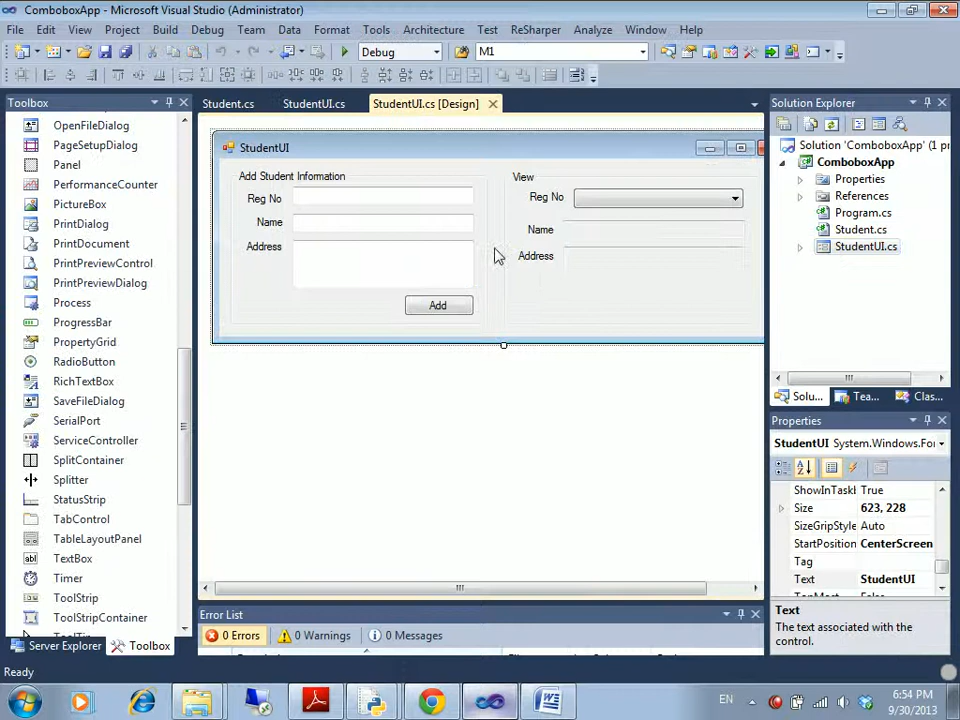 ComboboxApp - Microsoft Visual Studio (Administrator)
File Edit View Project Build Debug Team Data Format Tools Architecture Test ReSharper Analyze Window Help
Debug M1
Toolbox
OpenFileDialog
PageSetupDialog
Panel
PerformanceCounter
PictureBox
PrintDialog
PrintDocument
PrintPreviewControl
PrintPreviewDialog
Process
ProgressBar
PropertyGrid
RadioButton
RichTextBox
SaveFileDialog
SerialPort
ServiceController
SplitContainer
Splitter
StatusStrip
TabControl
TableLayoutPanel
TextBox
Timer
ToolStrip
ToolStripContainer
Server Explorer Toolbox
Student.cs StudentUI.cs StudentUI.cs [Design]
StudentUI
Add Student Information
Reg No
Name
Address
Add
View
Reg No
Name
Address
Error List
0 Errors 0 Warnings 0 Messages
Solution Explorer
Solution 'ComboboxApp' (1 p
ComboboxApp
Properties
References
Program.cs
Student.cs
StudentUI.cs
Solu... Tea... Clas...
Properties
StudentUI System.Windows.Fo
ShowInTaskl True
Size 623, 228
SizeGripStyle Auto
StartPosition CenterScreen
Tag
Text StudentUI
Text
The text associated with the
control.
Ready
EN 6:54 PM
9/30/2013